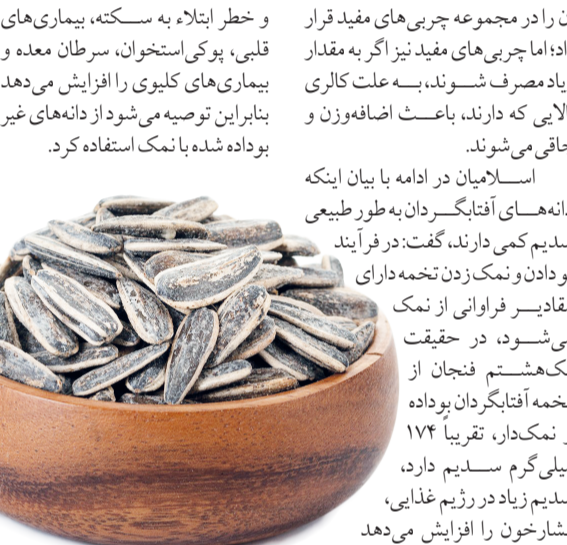 ن را در مجموعه چربی‌های مفید قرار
اد؛ اما چربی‌های مفید نیز اگر به مقدار
یاد مصرف شوند، به علت کالری
الایی که دارند، باعث اضافه‌وزن و
چاقی می‌شوند.
اسلامیان در ادامه با بیان اینکه
دانه‌های آفتابگردان به طور طبیعی
سدیم کمی دارند، گفت: در فرآیند
بو دادن و نمک زدن تخمه دارای
مقادیر فراوانی از نمک
می‌شود، در حقیقت
یک‌هشتم فنجان از
تخمه آفتابگردان بوداده
و نمک‌دار، تقریباً ۱۷۴
میلی‌گرم سدیم دارد،
سدیم زیاد در رژیم غذایی،
فشارخون را افزایش می‌دهد
و خطر ابتلاء به سکته، بیماری‌های
قلبی، پوکی‌استخوان، سرطان معده و
بیماری‌های کلیوی را افزایش می‌دهد
بنابراین توصیه می‌شود از دانه‌های غیر
بوداده شده با نمک استفاده کرد.